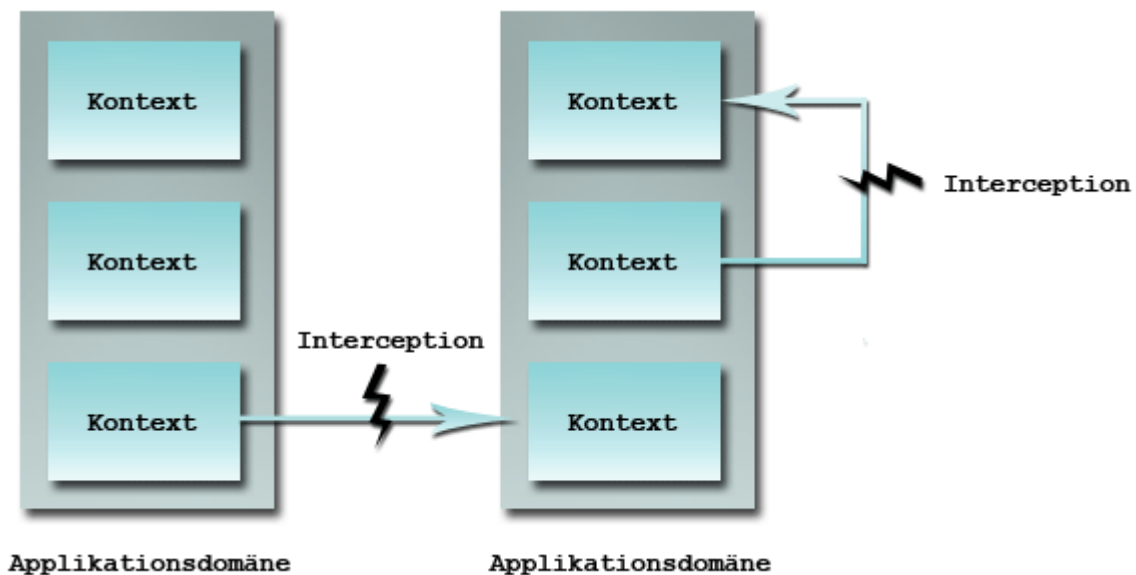 Kontext
Kontext
Kontext
Interception
Kontext
Interception
Kontext
Kontext
Applikationsdomäne
Applikationsdomäne